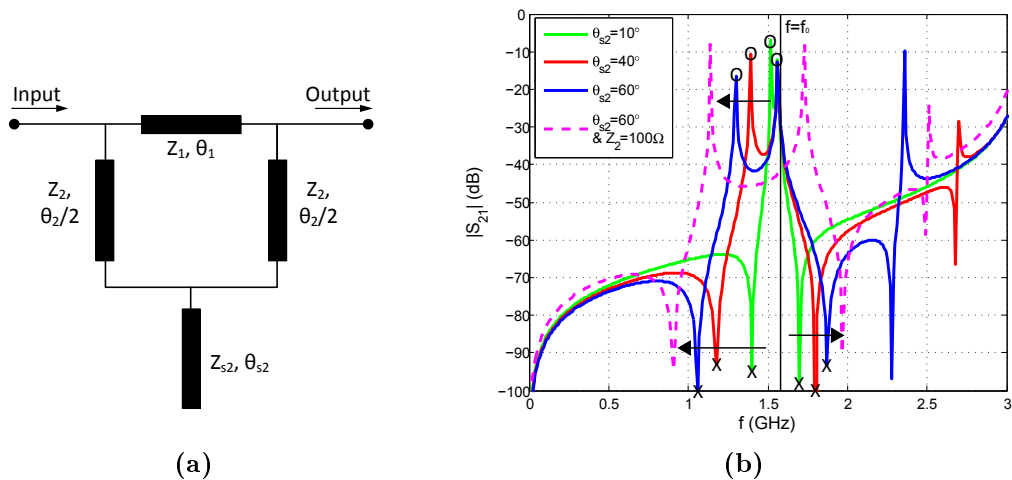 Input
Output
Z₁, θ₁
Z₂,
θ₂/2
Z₂,
θ₂/2
Zₛ₂, θₛ₂
(a)
θₛ₂=10°
θₛ₂=40°
θₛ₂=60°
θₛ₂=60°
& Z₂=100Ω
f=f₀
|S₂₁| (dB)
0
-10
-20
-30
-40
-50
-60
-70
-80
-90
-100
0 0.5 1 1.5 2 2.5 3
f (GHz)
O O O O
X X X X X X
(b)